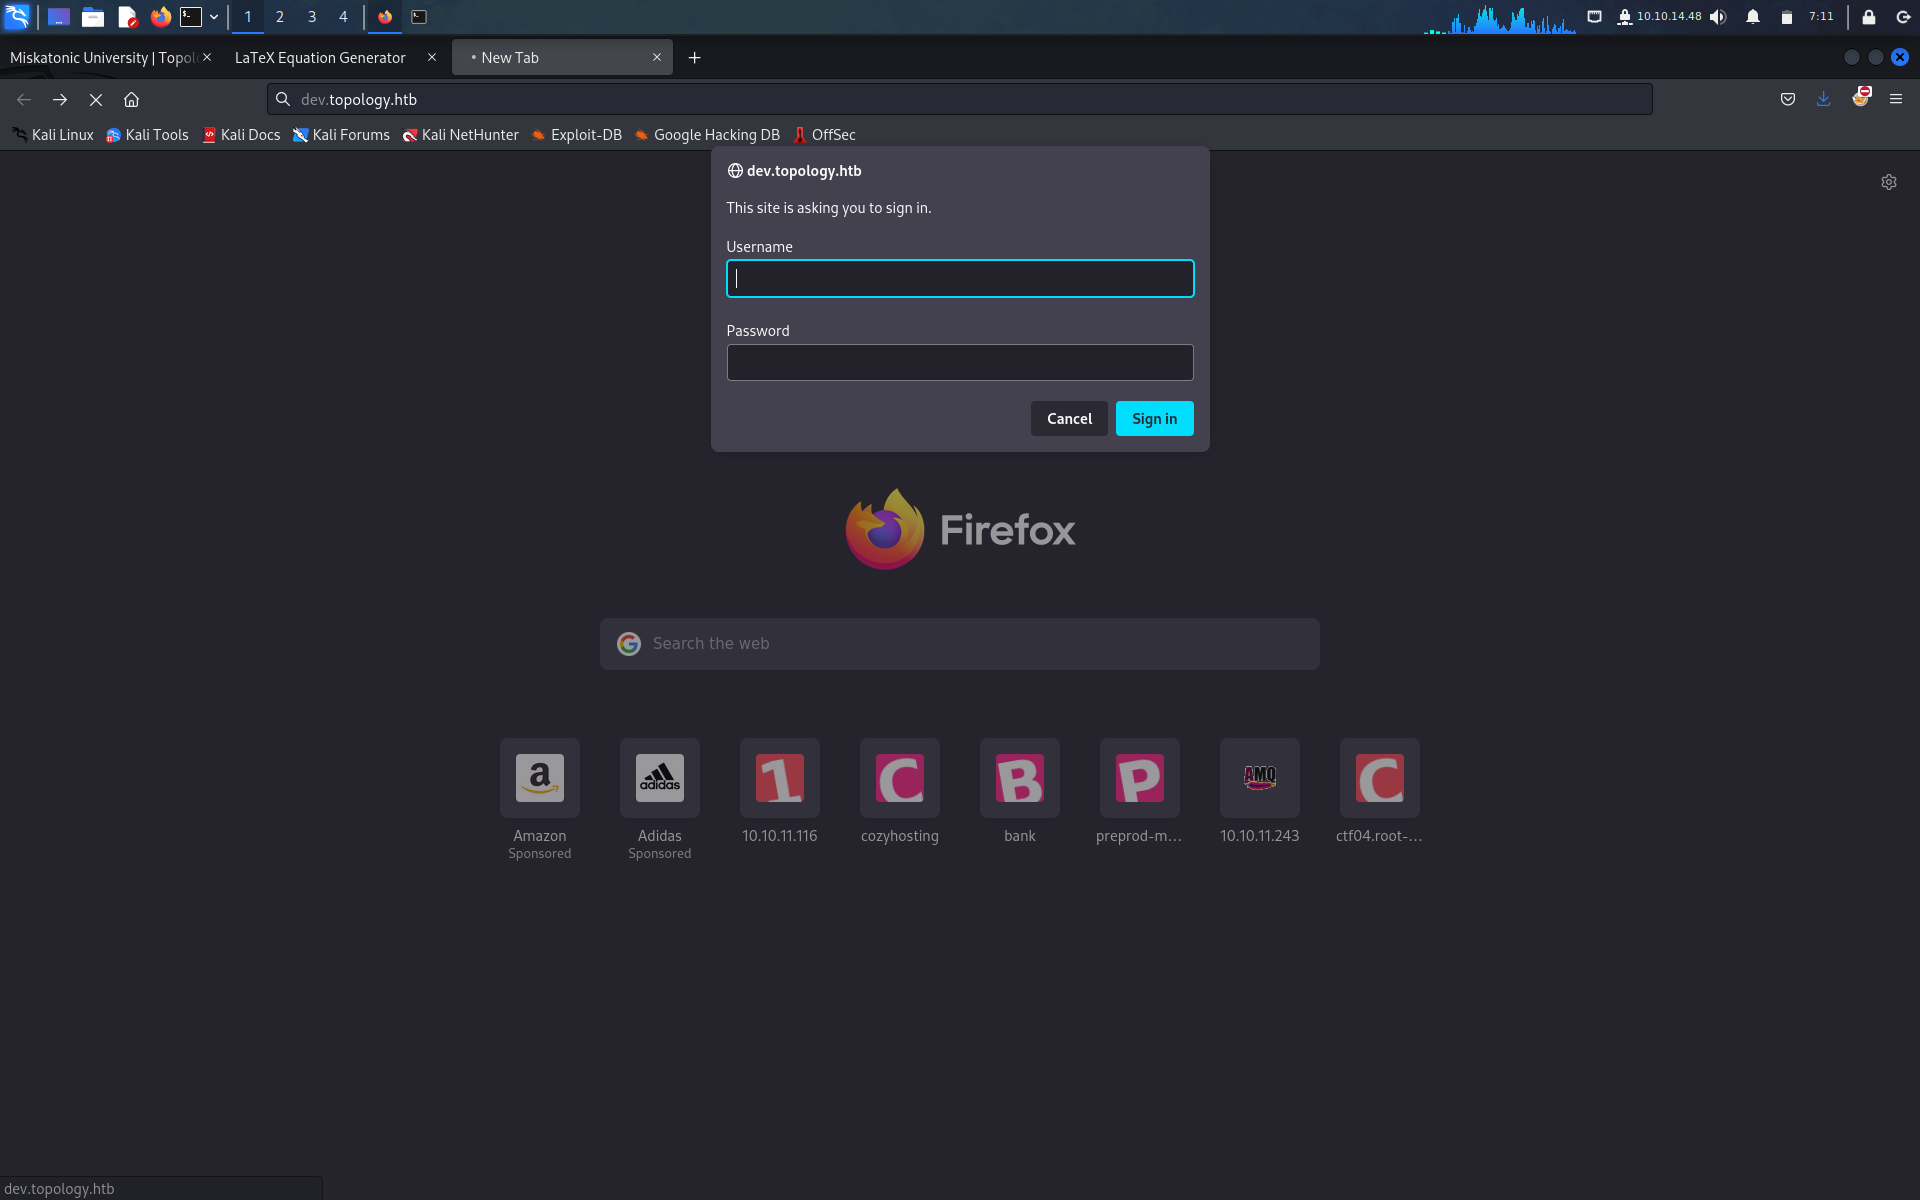 1 2 3 4 10.10.14.48 7:11
Miskatonic University | Topol LaTeX Equation Generator New Tab
dev.topology.htb
Kali Linux Kali Tools Kali Docs Kali Forums Kali NetHunter Exploit-DB Google Hacking DB OffSec
dev.topology.htb
This site is asking you to sign in.
Username
Password
Cancel Sign in
Firefox
Search the web
a adidas 1 C B P AMQ C
Amazon Adidas 10.10.11.116 cozyhosting bank preprod-m... 10.10.11.243 ctf04.root-...
Sponsored Sponsored
dev.topology.htb